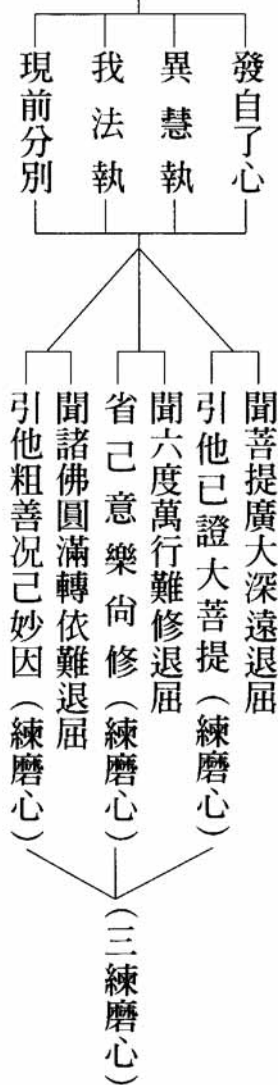 發自了心
異慧執
我法執
現前分別
聞菩提廣大深遠退屈
引他已證大菩提（練磨心）
聞六度萬行難修退屈
省己意樂尙修（練磨心）
聞諸佛圓滿轉依難退屈
引他粗善況己妙因（練磨心）
（三練磨心）